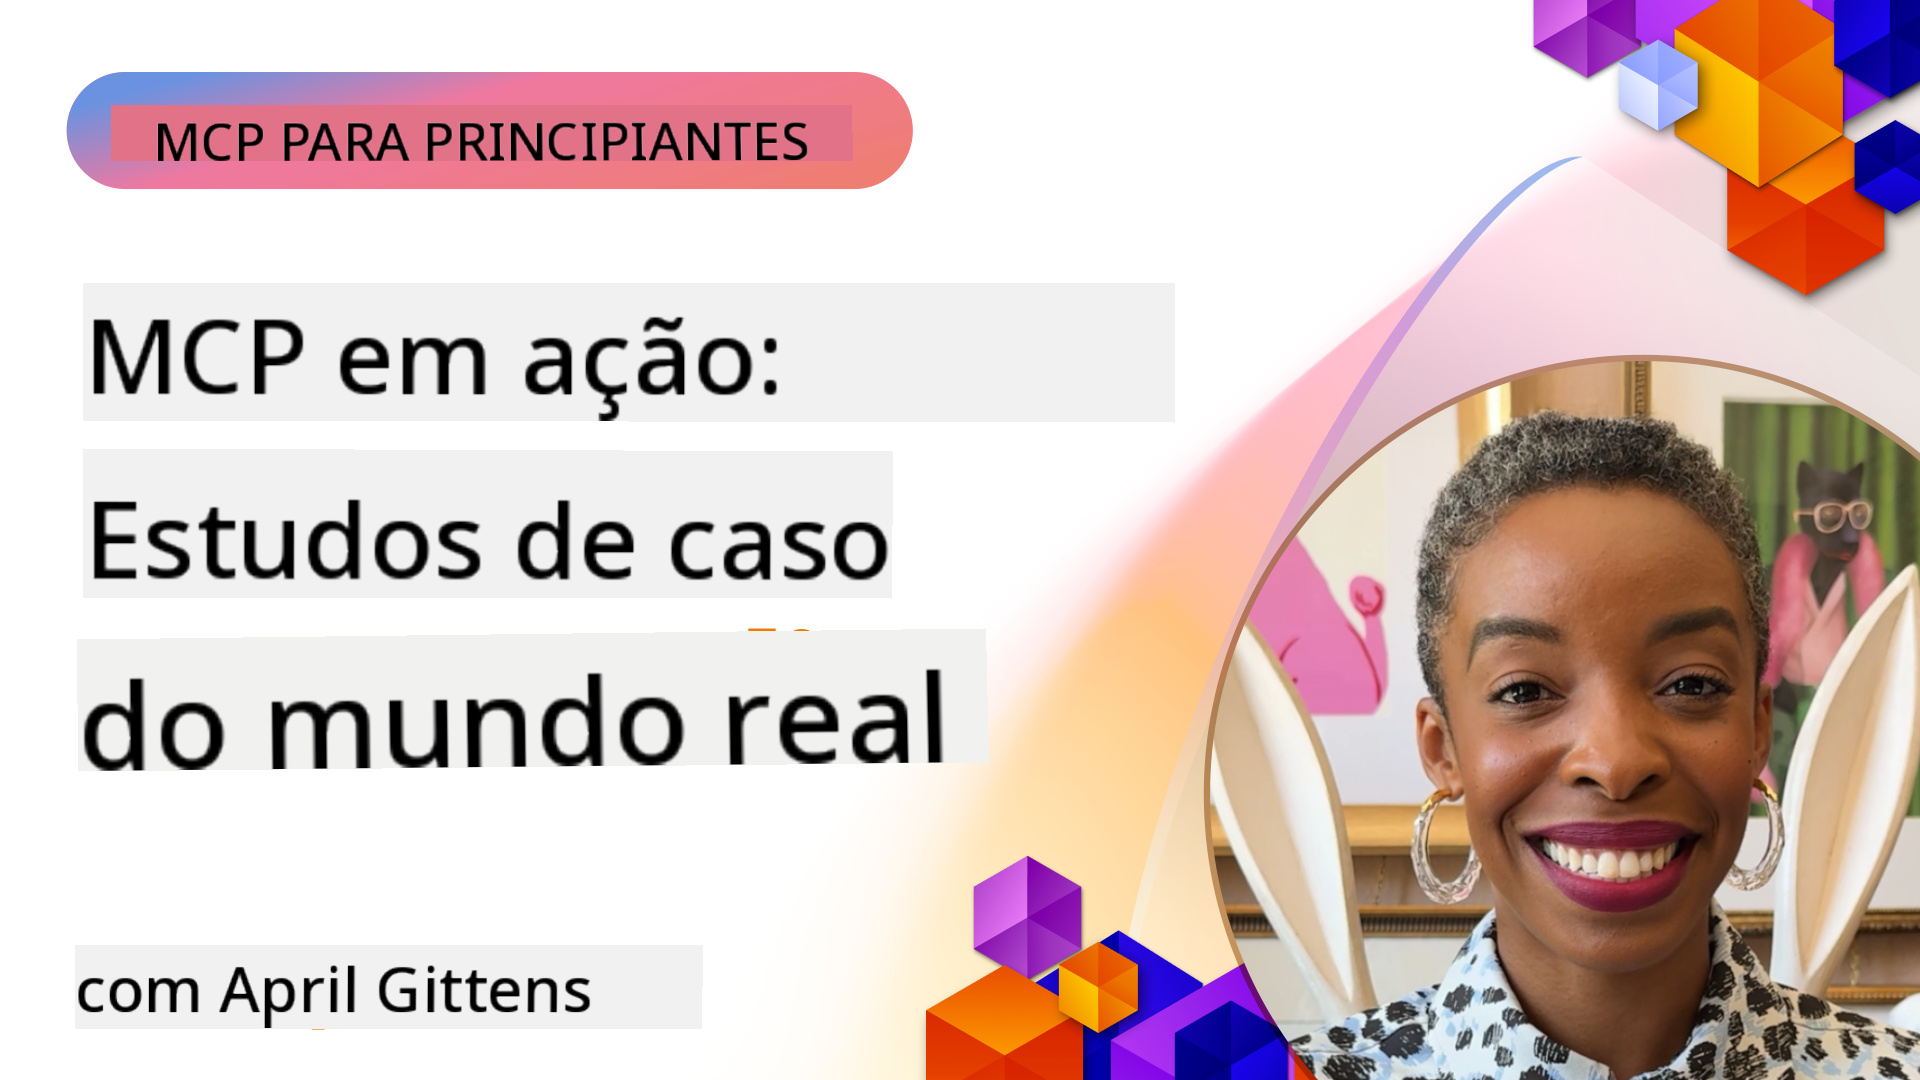 MCP PARA PRINCIPIANTES
MCP em ação:
Estudos de caso
do mundo real
com April Gittens